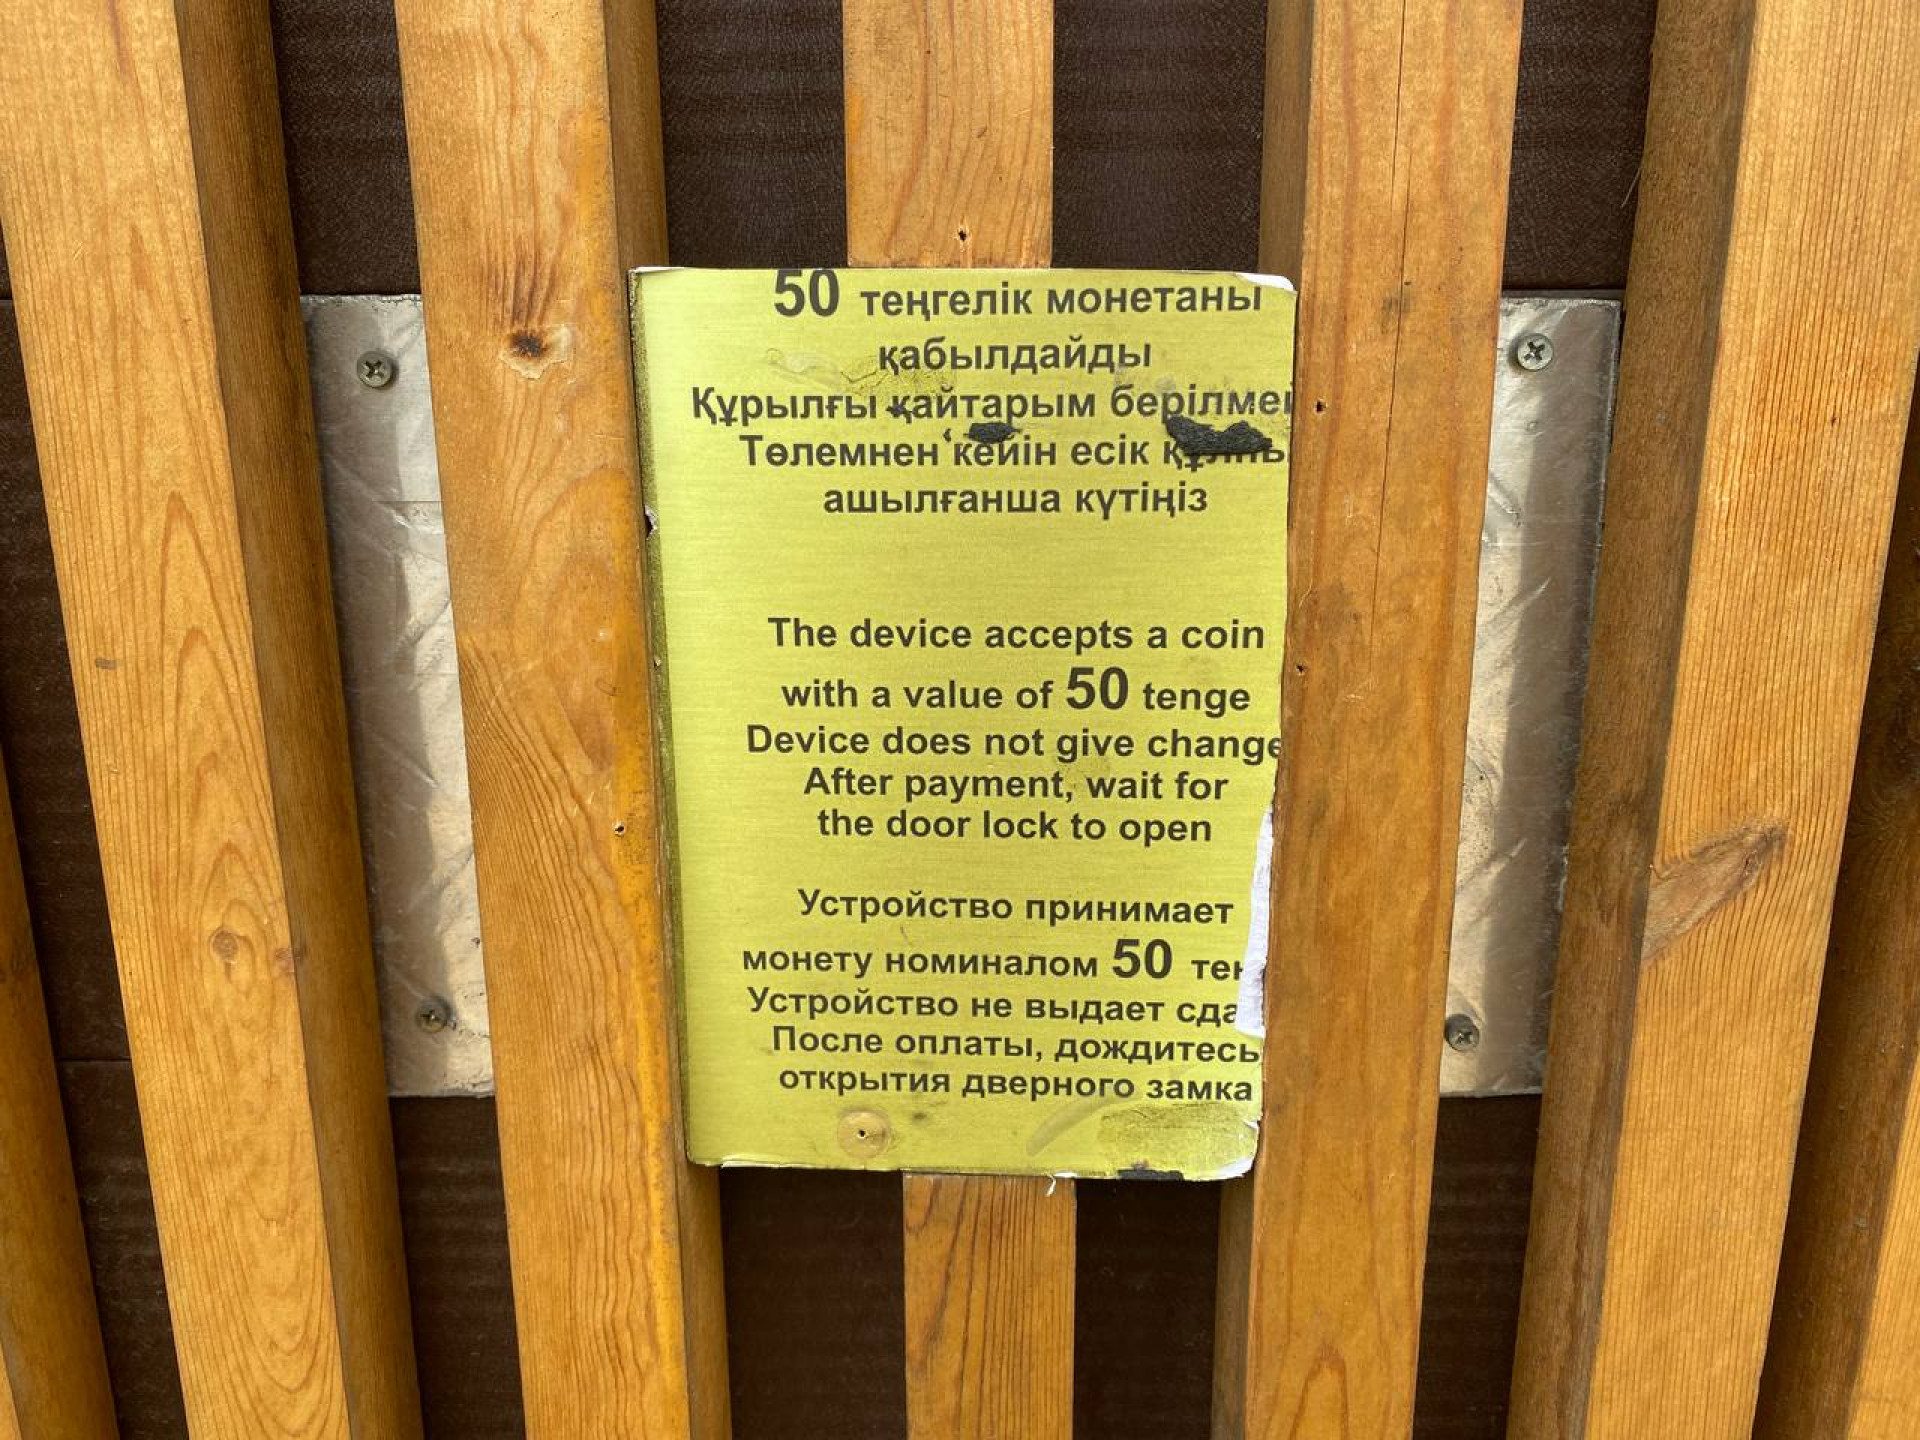 50 теңгелік монетаны
қабылдайды
Құрылғы қайтарым
Төлемнен кейін есік
ашылғанша күтіңіз
The device accepts a coin
with a value of 50 tenge
Device does not give change
After payment, wait for
the door lock to open
Устройство принимает
монету номиналом 50
Устройство не выдает
После оплаты, дождитесь
открытия дверного замка